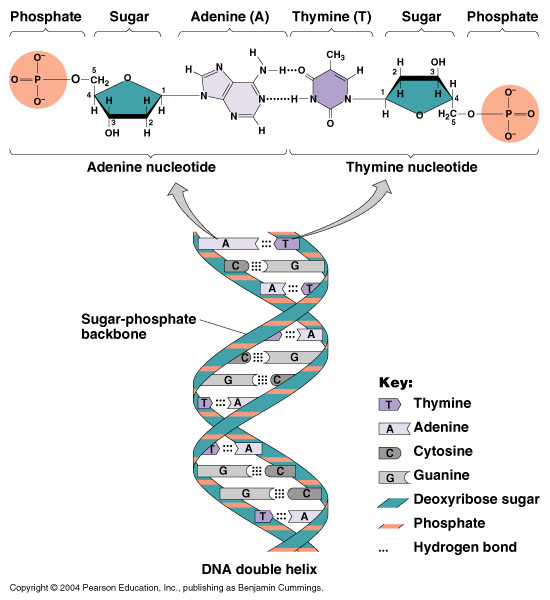 Phosphate Sugar Adenine (A) Thymine (T) Sugar Phosphate
O⁻ O P O⁻ O 5 CH₂ O 4 H H 3 2 OH H 1 H N N N N H H N H H O CH₃ H H N N O 1 H 2 H 3 OH H 4 O H₂C 5 O O⁻ P O O⁻
Adenine nucleotide Thymine nucleotide
A T
C G
A T
Sugar-phosphate
backbone
A
C G
G C
T A
T A
G C
G C
T A
Key:
T Thymine
A Adenine
C Cytosine
G Guanine
Deoxyribose sugar
Phosphate
Hydrogen bond
DNA double helix
Copyright © 2004 Pearson Education, Inc., publishing as Benjamin Cummings.